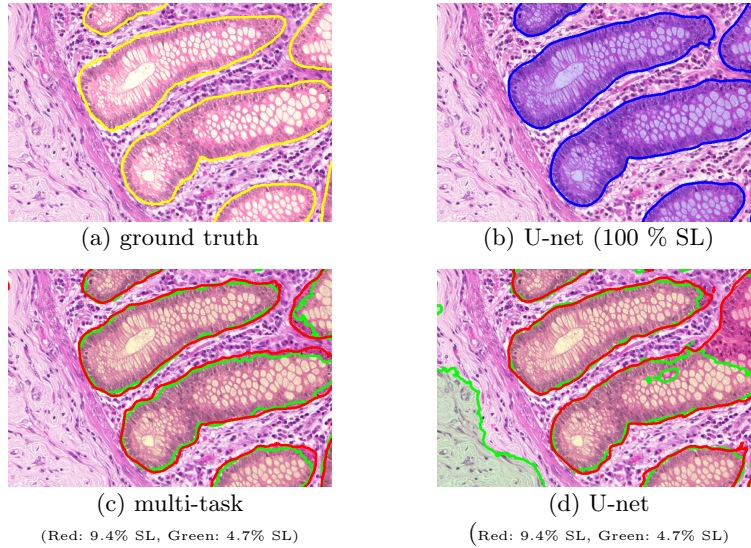 (a) ground truth
(b) U-net (100 % SL)
(c) multi-task
(Red: 9.4% SL, Green: 4.7% SL)
(d) U-net
(Red: 9.4% SL, Green: 4.7% SL)